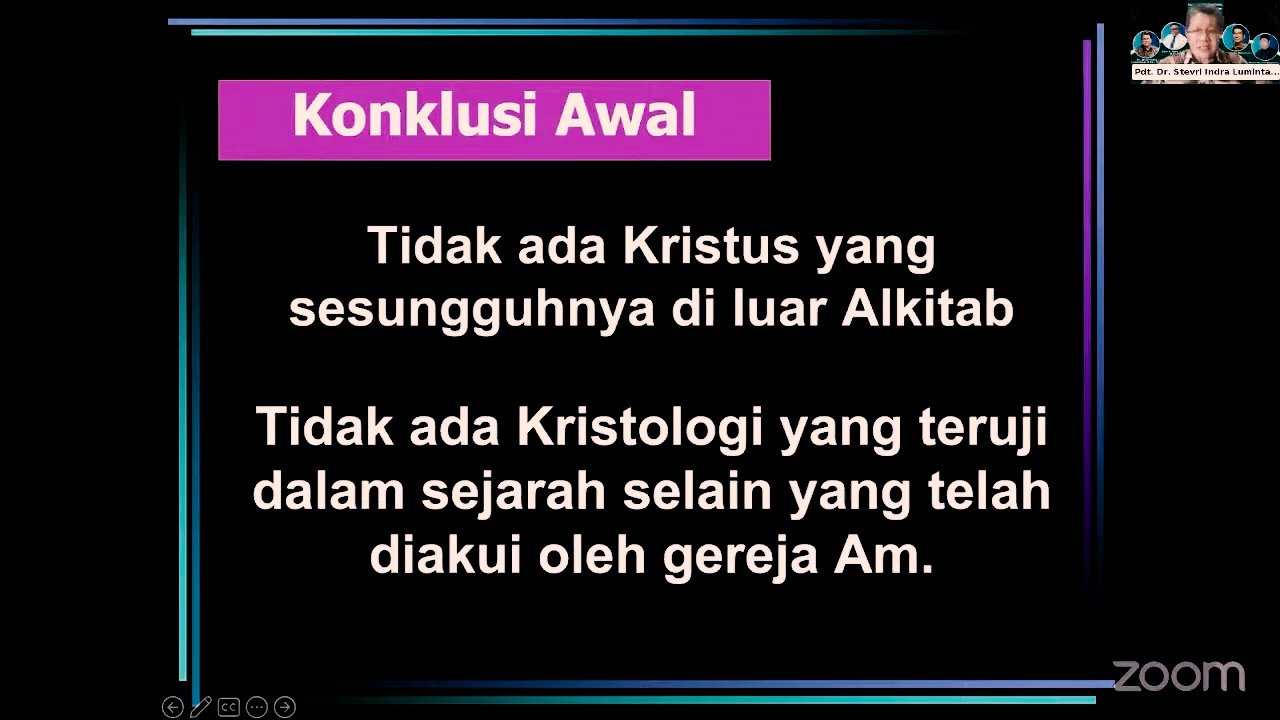 Pdt. Dr. Stevri Indra Luminta...
Konklusi Awal
Tidak ada Kristus yang
sesungguhnya di luar Alkitab
Tidak ada Kristologi yang teruji
dalam sejarah selain yang telah
diakui oleh gereja Am.
zoom
CC